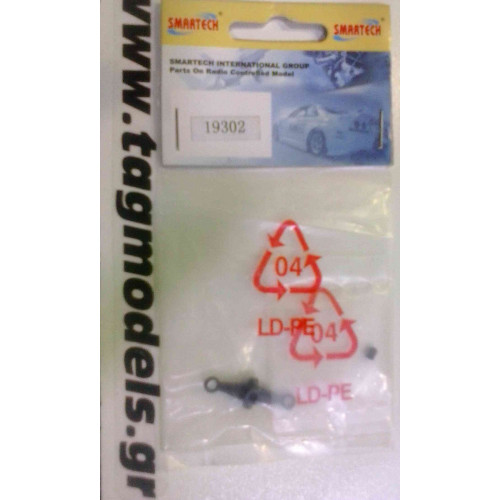 SMARTECH
SMARTECH
SMARTECH INTERNATIONAL GROUP
Parts On Radio Controlled Model
19302
www.tagmodels.gr
04
LD-PE
04
LD-PE